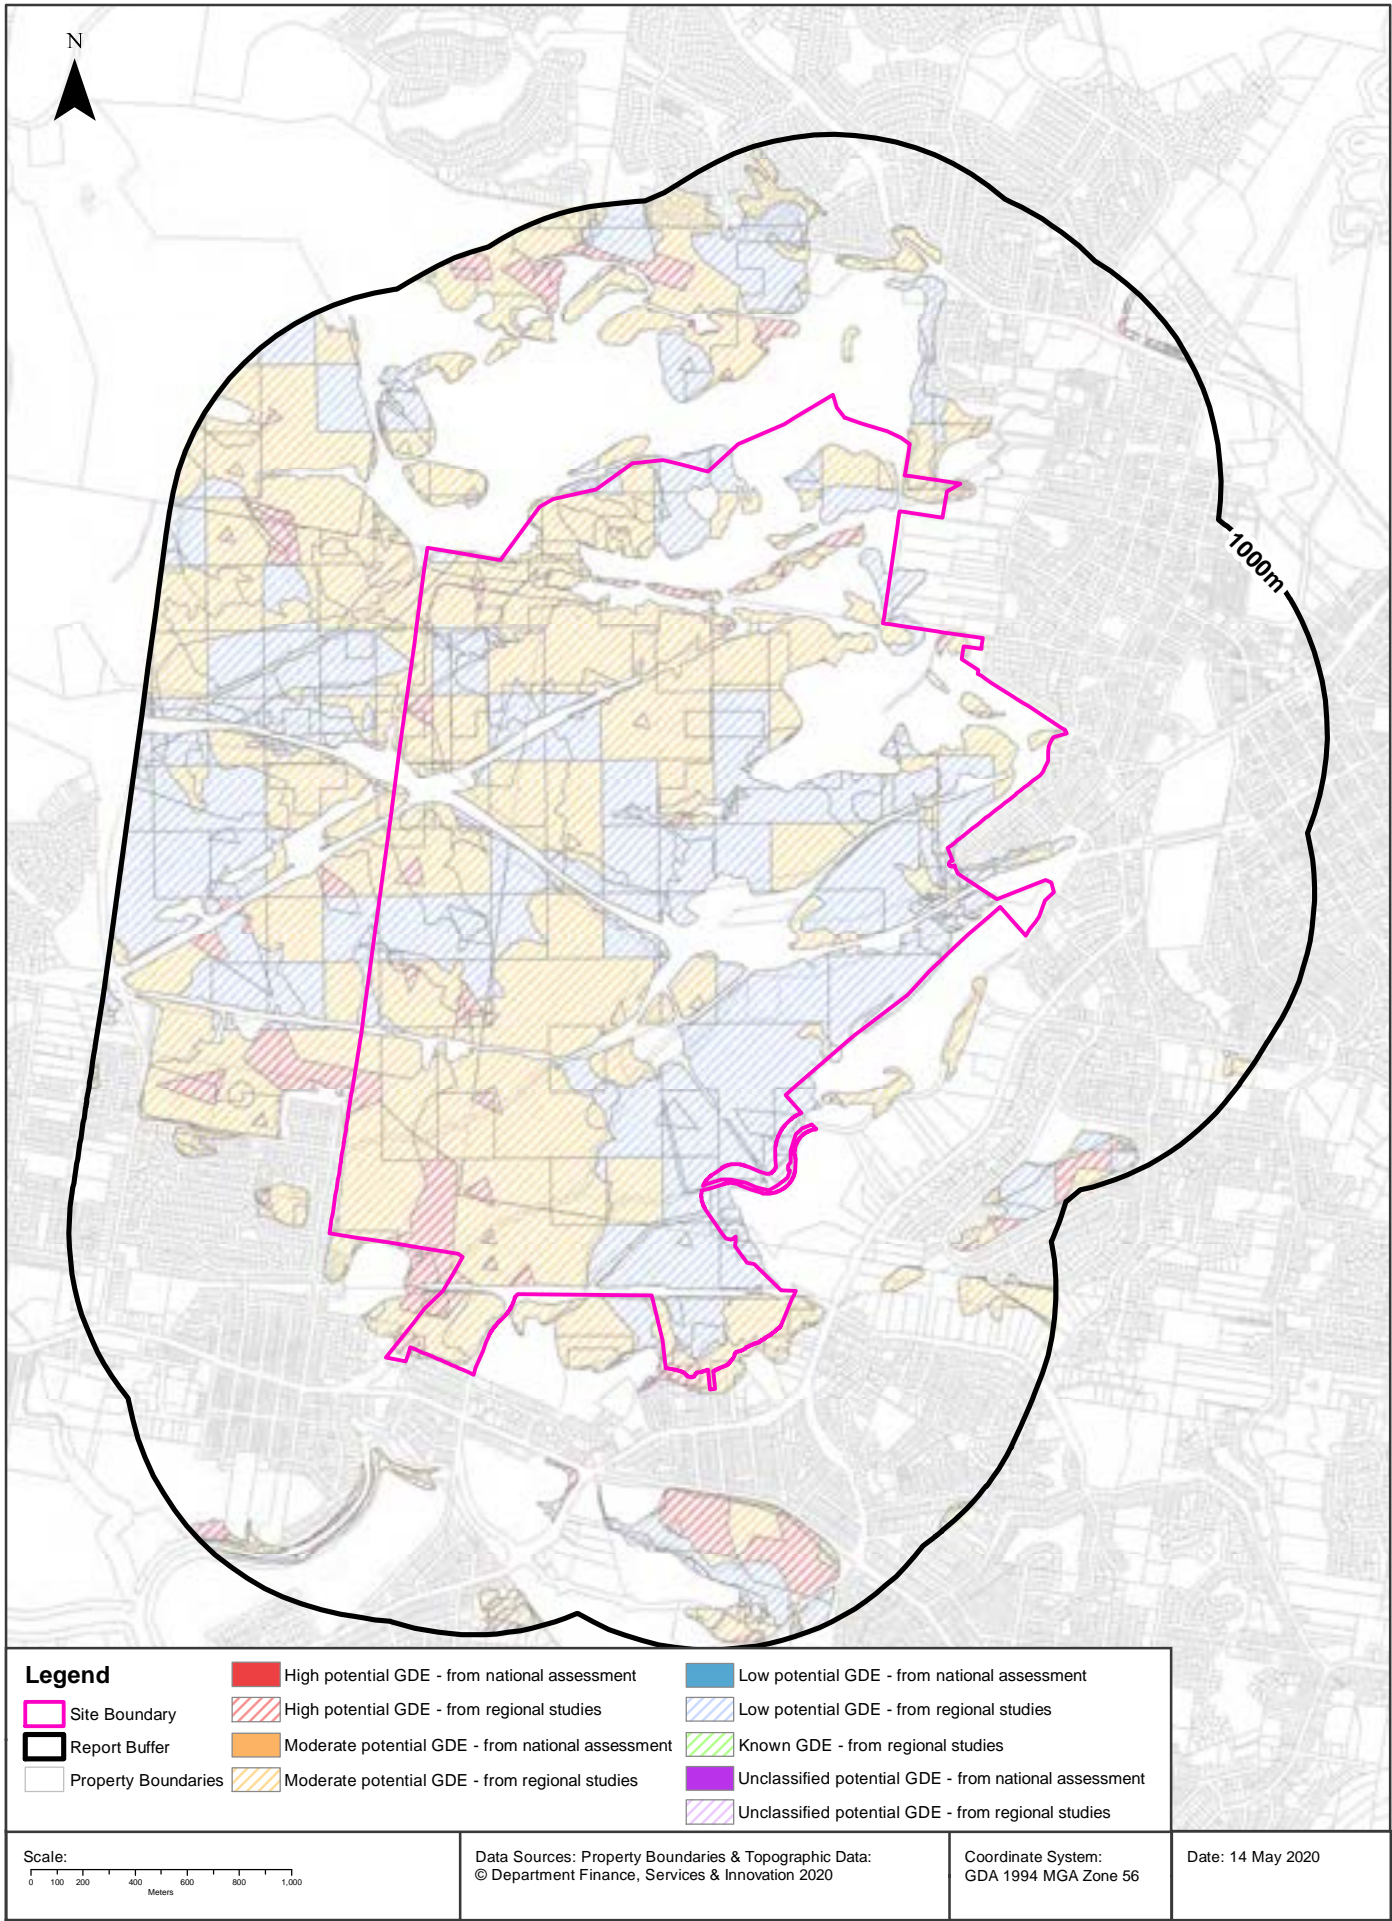 N
1000m
Legend
Site Boundary
Report Buffer
Property Boundaries
High potential GDE - from national assessment
High potential GDE - from regional studies
Moderate potential GDE - from national assessment
Moderate potential GDE - from regional studies
Low potential GDE - from national assessment
Low potential GDE - from regional studies
Known GDE - from regional studies
Unclassified potential GDE - from national assessment
Unclassified potential GDE - from regional studies
Scale:
0 100 200 400 600 800 1,000
Meters
Data Sources: Property Boundaries & Topographic Data:
© Department Finance, Services & Innovation 2020
Coordinate System:
GDA 1994 MGA Zone 56
Date: 14 May 2020